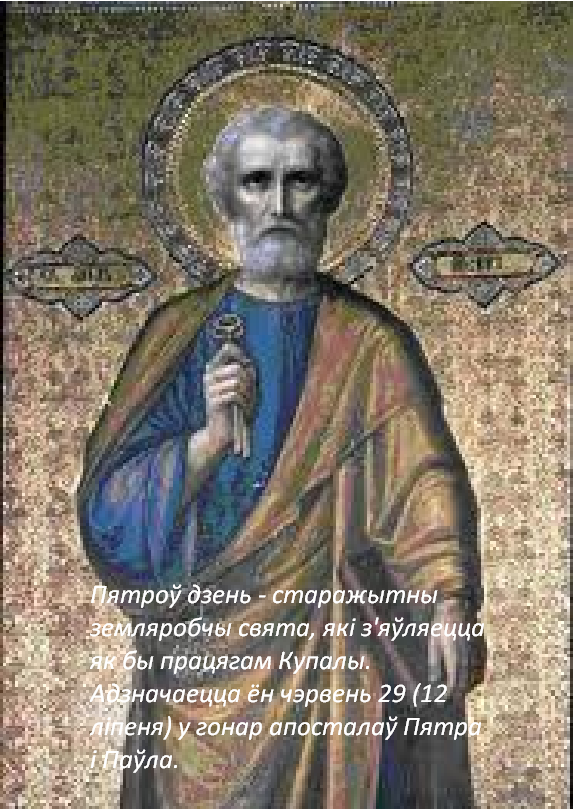 Пятроў дзень - старажытны
земляробчы свята, які з'яўляецца
як бы працягам Купалы.
Адзначаецца ён чэрвень 29 (12
ліпеня) у гонар апосталаў Пятра
і Паўла.